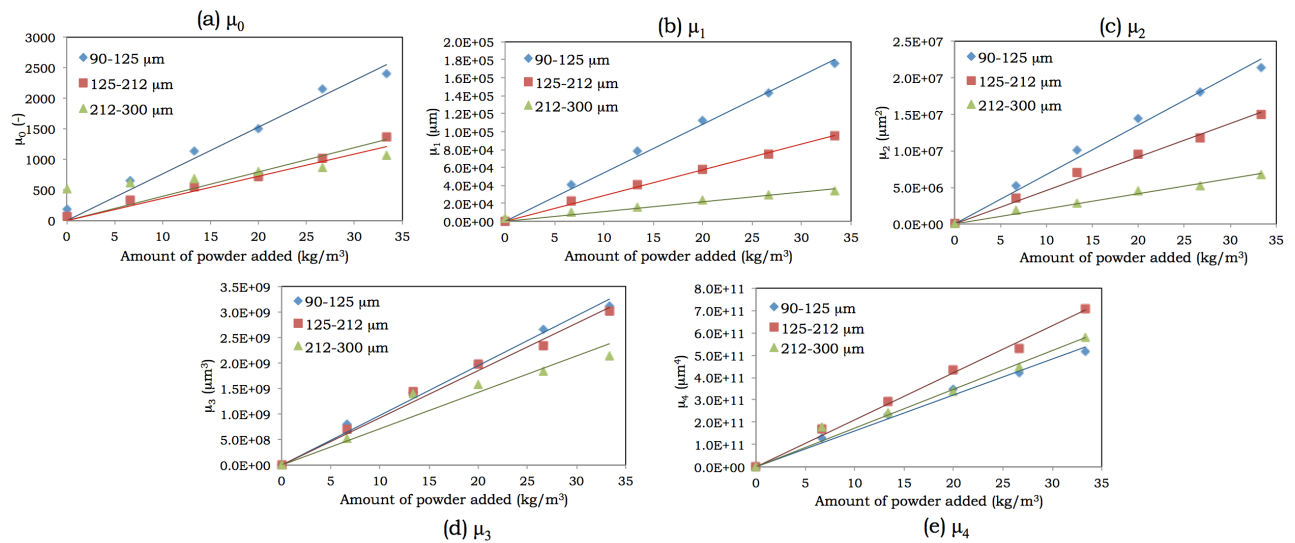 (a) μ0
3000
2500
2000
1500
1000
500
0
μ0 (-)
90-125 μm
125-212 μm
212-300 μm
0 5 10 15 20 25 30 35
Amount of powder added (kg/m³)
(b) μ1
2.0E+05
1.8E+05
1.6E+05
1.4E+05
1.2E+05
1.0E+05
8.0E+04
6.0E+04
4.0E+04
2.0E+04
0.0E+00
μ1 (μm)
90-125 μm
125-212 μm
212-300 μm
0 5 10 15 20 25 30 35
Amount of powder added (kg/m³)
(c) μ2
2.5E+07
2.0E+07
1.5E+07
1.0E+07
5.0E+06
0.0E+00
μ2 (μm²)
90-125 μm
125-212 μm
212-300 μm
0 5 10 15 20 25 30 35
Amount of powder added (kg/m³)
3.5E+09
3.0E+09
2.5E+09
2.0E+09
1.5E+09
1.0E+09
5.0E+08
0.0E+00
μ3 (μm³)
90-125 μm
125-212 μm
212-300 μm
0 5 10 15 20 25 30 35
Amount of powder added (kg/m³)
(d) μ3
8.0E+11
7.0E+11
6.0E+11
5.0E+11
4.0E+11
3.0E+11
2.0E+11
1.0E+11
0.0E+00
μ4 (μm⁴)
90-125 μm
125-212 μm
212-300 μm
0 5 10 15 20 25 30 35
Amount of powder added (kg/m³)
(e) μ4